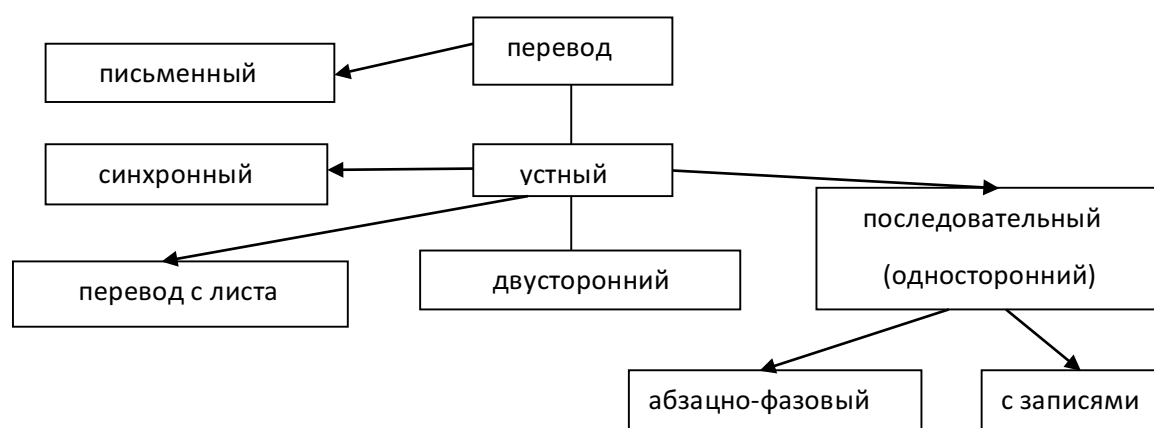 перевод
письменный
синхронный
устный
последовательный
(односторонний)
перевод с листа
двусторонний
абзацно-фазовый
с записями